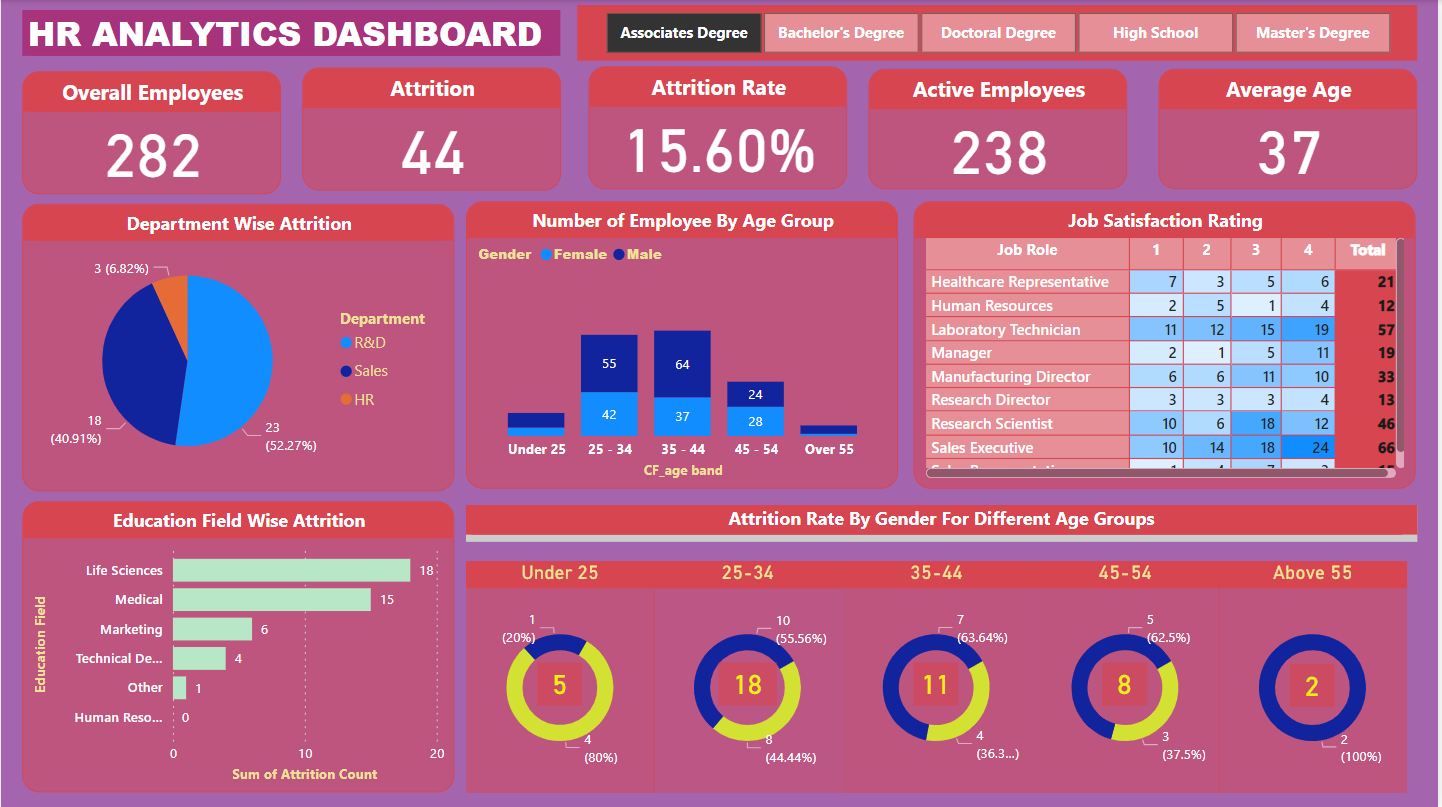 HR ANALYTICS DASHBOARD
Associates Degree Bachelor's Degree Doctoral Degree High School Master's Degree
Overall Employees
282
Attrition
44
Attrition Rate
15.60%
Active Employees
238
Average Age
37
Department Wise Attrition
3 (6.82%)
18
(40.91%)
23
(52.27%)
Department
R&D
Sales
HR
Number of Employee By Age Group
Gender Female Male
55 64 24
42 37 28
Under 25 25 - 34 35 - 44 45 - 54 Over 55
CF_age band
Job Satisfaction Rating
Job Role 1 2 3 4 Total
Healthcare Representative 7 3 5 6 21
Human Resources 2 5 1 4 12
Laboratory Technician 11 12 15 19 57
Manager 2 1 5 11 19
Manufacturing Director 6 6 11 10 33
Research Director 3 3 3 4 13
Research Scientist 10 6 18 12 46
Sales Executive 10 14 18 24 66
Education Field Wise Attrition
Education Field
Life Sciences 18
Medical 15
Marketing 6
Technical De... 4
Other 1
Human Reso... 0
0 10 20
Sum of Attrition Count
Attrition Rate By Gender For Different Age Groups
Under 25 25-34 35-44 45-54 Above 55
1
(20%)
5
4
(80%)
10
(55.56%)
18
8
(44.44%)
7
(63.64%)
11
4
(36.3...)
5
(62.5%)
8
3
(37.5%)
2
2
(100%)